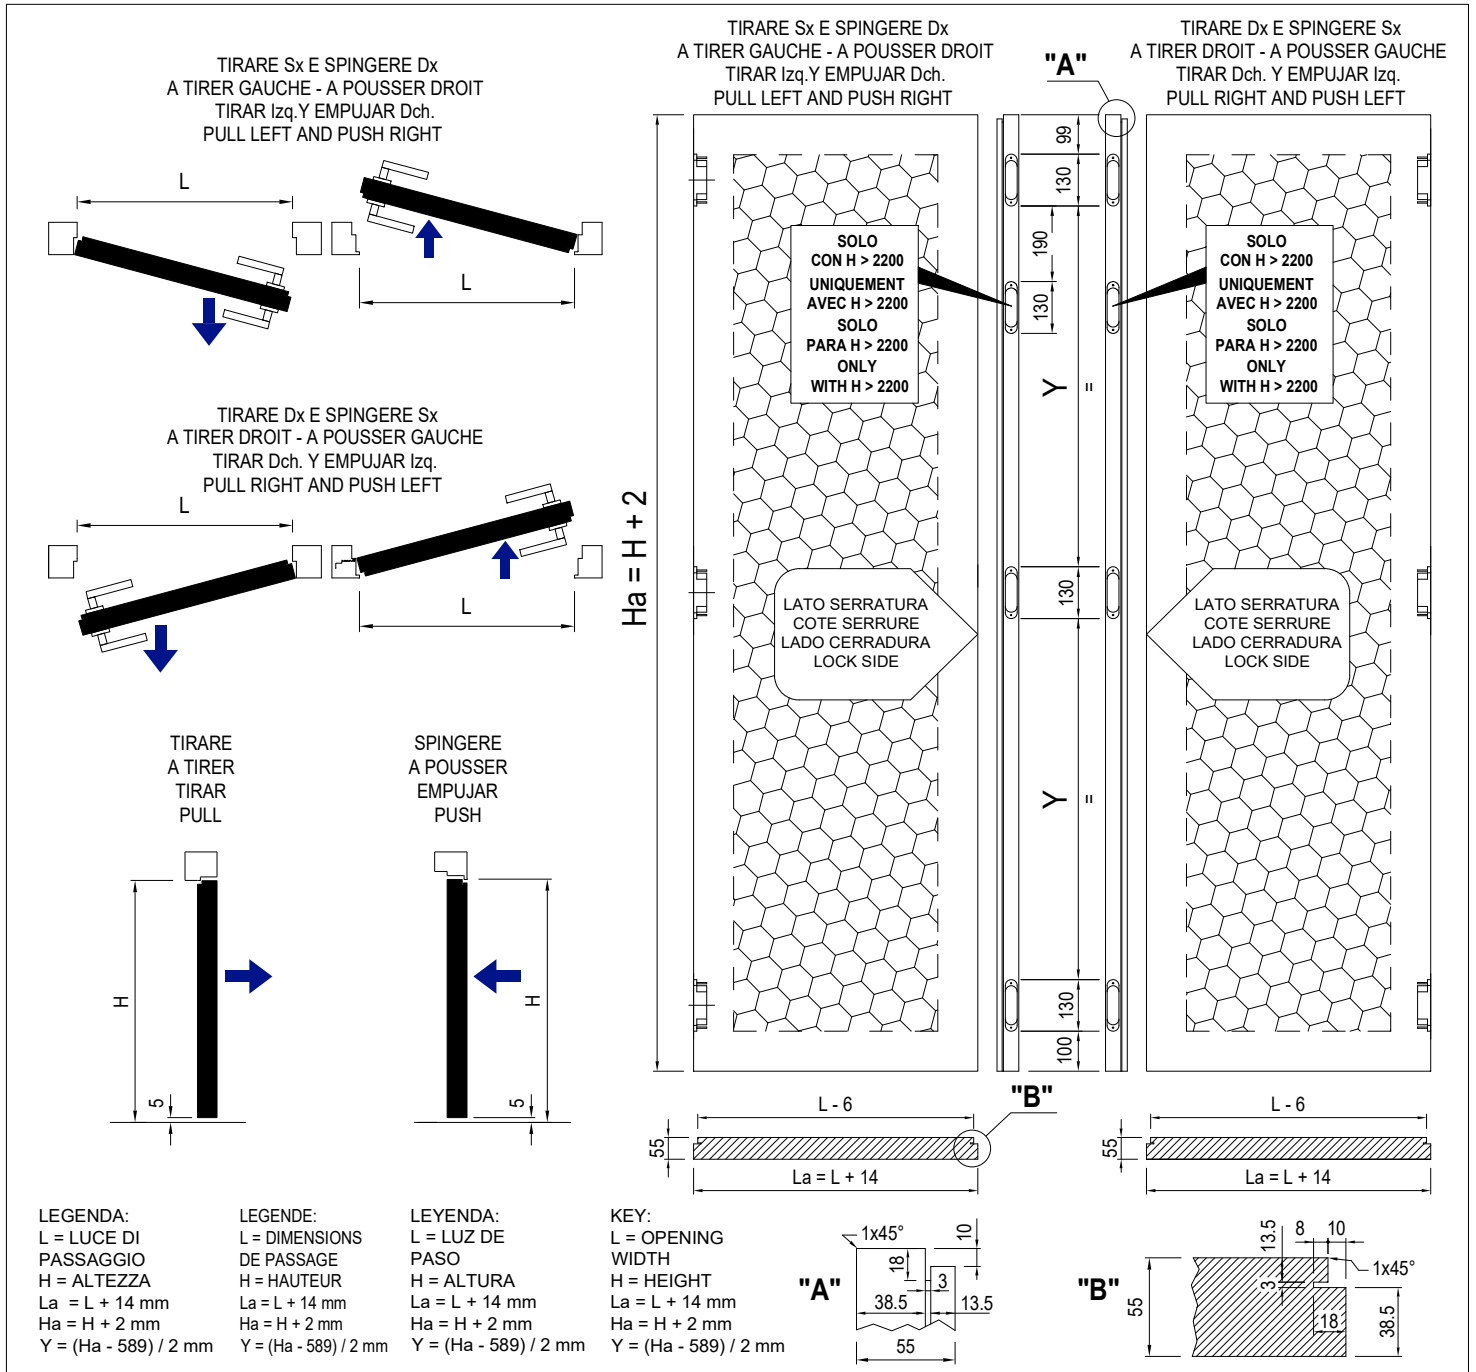 TIRARE Sx E SPINGERE Dx
A TIRER GAUCHE - A POUSSER DROIT
TIRAR Izq.Y EMPUJAR Dch.
PULL LEFT AND PUSH RIGHT
L
L
TIRARE Dx E SPINGERE Sx
A TIRER DROIT - A POUSSER GAUCHE
TIRAR Dch. Y EMPUJAR Izq.
PULL RIGHT AND PUSH LEFT
L
L
TIRARE
A TIRER
TIRAR
PULL
SPINGERE
A POUSSER
EMPUJAR
PUSH
H
5
H
5
TIRARE Sx E SPINGERE Dx
A TIRER GAUCHE - A POUSSER DROIT
TIRAR Izq.Y EMPUJAR Dch.
PULL LEFT AND PUSH RIGHT
"A"
TIRARE Dx E SPINGERE Sx
A TIRER DROIT - A POUSSER GAUCHE
TIRAR Dch. Y EMPUJAR Izq.
PULL RIGHT AND PUSH LEFT
Ha = H + 2
SOLO
CON H > 2200
UNIQUEMENT
AVEC H > 2200
SOLO
PARA H > 2200
ONLY
WITH H > 2200
99
130
190
130
Y =
130
Y =
130
100
SOLO
CON H > 2200
UNIQUEMENT
AVEC H > 2200
SOLO
PARA H > 2200
ONLY
WITH H > 2200
LATO SERRATURA
COTE SERRURE
LADO CERRADURA
LOCK SIDE
LATO SERRATURA
COTE SERRURE
LADO CERRADURA
LOCK SIDE
"B"
L - 6
55
La = L + 14
L - 6
55
La = L + 14
LEGENDA:
L = LUCE DI
PASSAGGIO
H = ALTEZZA
La = L + 14 mm
Ha = H + 2 mm
Y = (Ha - 589) / 2 mm
LEGENDE:
L = DIMENSIONS
DE PASSAGE
H = HAUTEUR
La = L + 14 mm
Ha = H + 2 mm
Y = (Ha - 589) / 2 mm
LEYENDA:
L = LUZ DE
PASO
H = ALTURA
La = L + 14 mm
Ha = H + 2 mm
Y = (Ha - 589) / 2 mm
KEY:
L = OPENING
WIDTH
H = HEIGHT
La = L + 14 mm
Ha = H + 2 mm
Y = (Ha - 589) / 2 mm
"A"
1x45°
10
18
3
38.5
13.5
55
"B"
13.5
8
10
1x45°
3
55
18
38.5